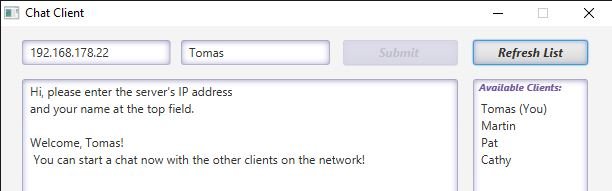 Chat Client
192.168.178.22
Tomas
Submit
Refresh List
Hi, please enter the server's IP address
and your name at the top field.
Welcome, Tomas!
You can start a chat now with the other clients on the network!
Available Clients:
Tomas (You)
Martin
Pat
Cathy